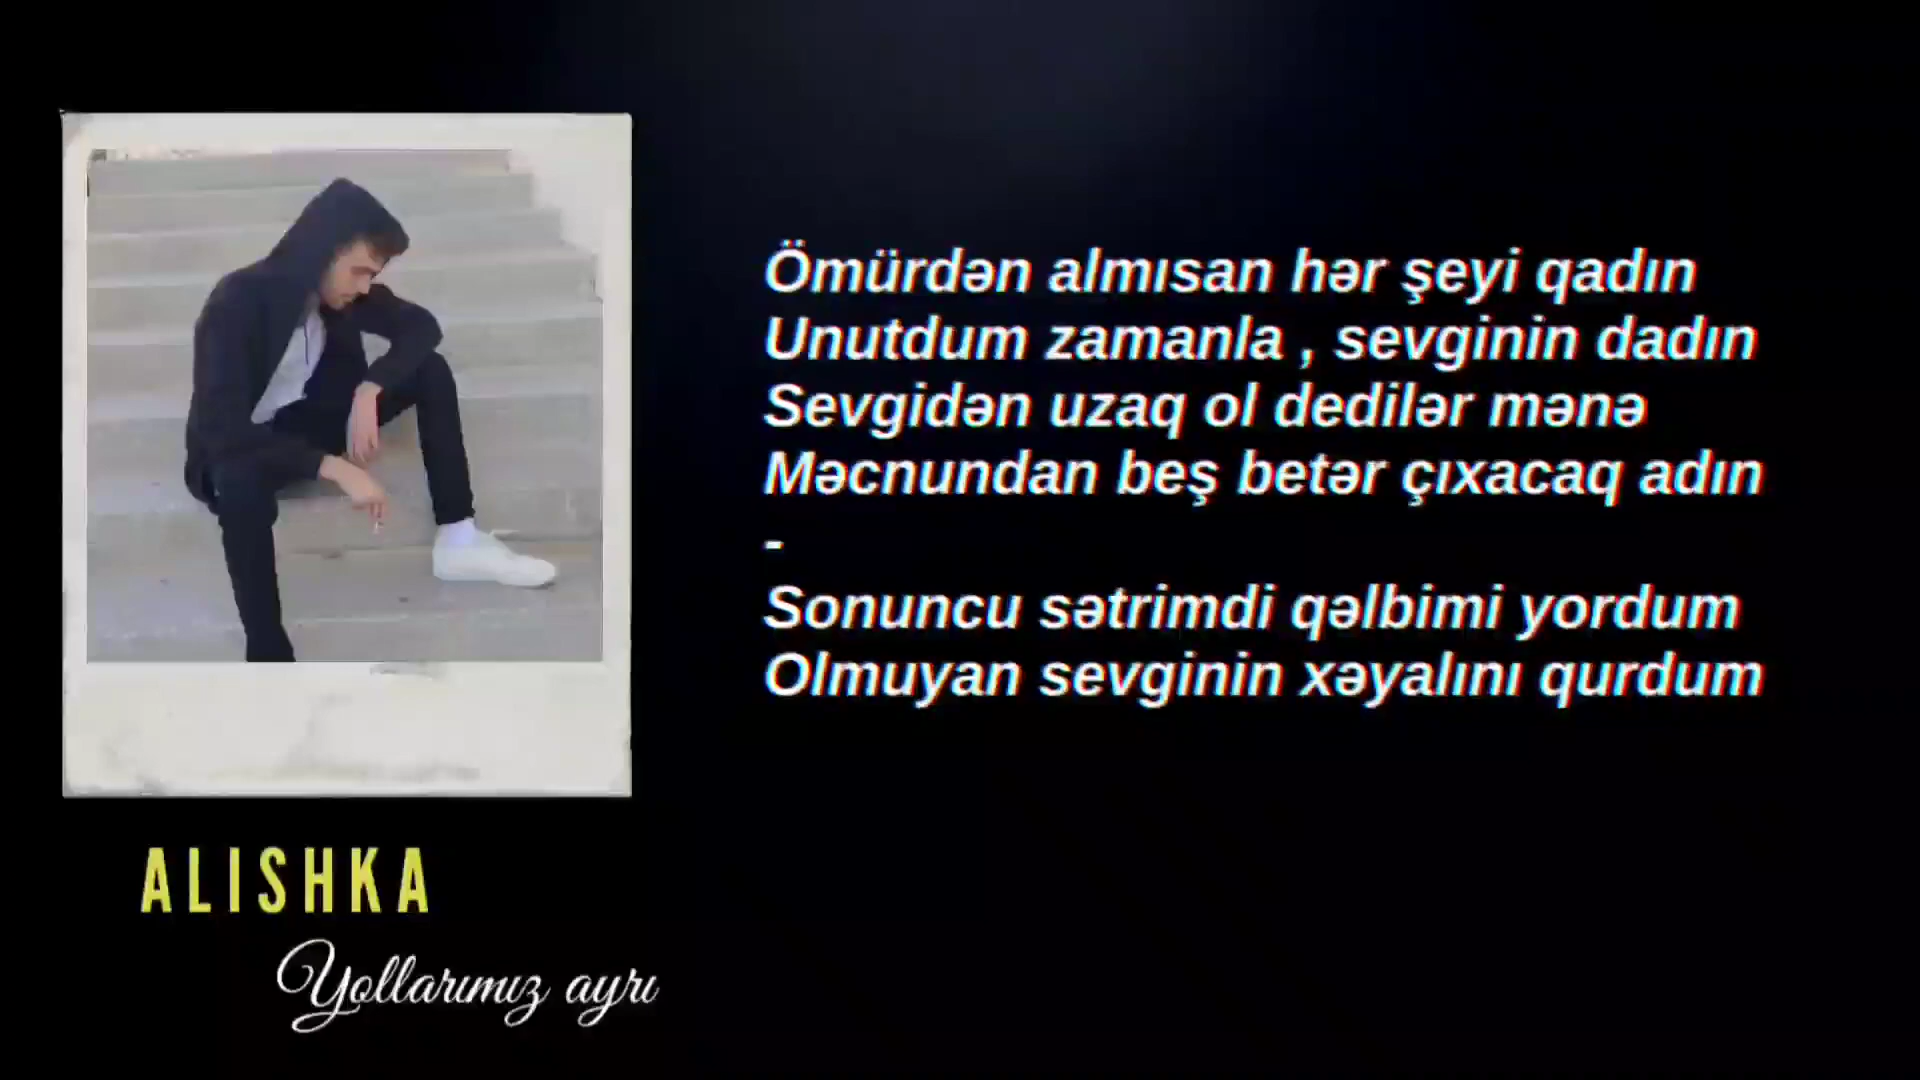 Ömürdən almısan hər şeyi qadın
Unutdum zamanla , sevginin dadın
Sevgidən uzaq ol dedilər mənə
Məcnundan beş betər çıxacaq adın
-
Sonuncu sətrimdi qəlbimi yordum
Olmuyan sevginin xəyalını qurdum
ALISHKA
Yollarımız ayrı